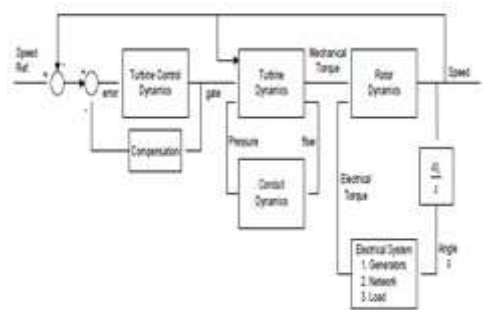 Speed
Ref.
error
Turbine Control
Dynamics
gate
Compensation
Turbine
Dynamics
Pressure
flow
Conduit
Dynamics
Mechanical
Torque
Rotor
Dynamics
Speed
Electrical
Torque
Electrical System
1. Generators
2. Network
3. Load
Angle